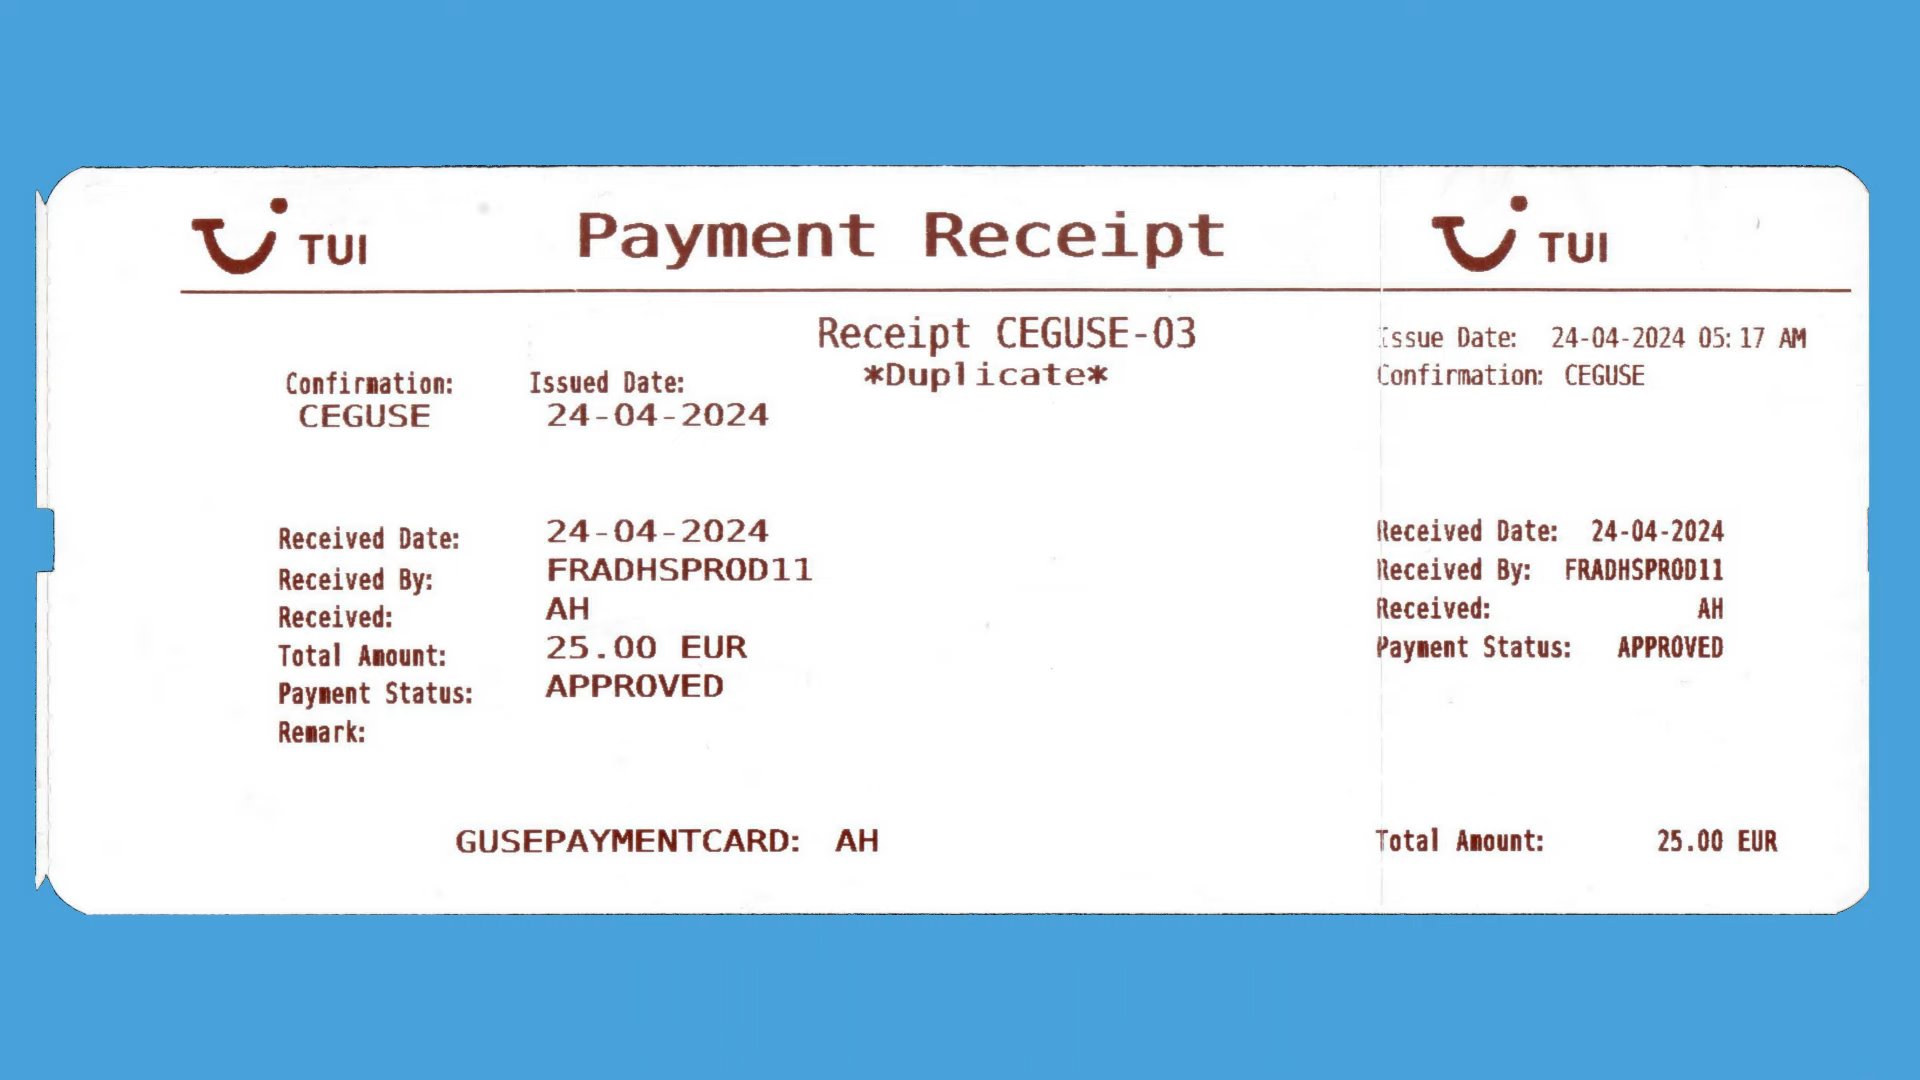 TUI
Payment Receipt
TUI
Receipt CEGUSE-03
*Duplicate*
Confirmation: Issued Date:
CEGUSE 24-04-2024
Received Date: 24-04-2024
Received By: FRADHSPROD11
Received: AH
Total Amount: 25.00 EUR
Payment Status: APPROVED
Remark:
GUSEPAYMENTCARD: AH
Issue Date: 24-04-2024 05:17 AM
Confirmation: CEGUSE
Received Date: 24-04-2024
Received By: FRADHSPROD11
Received: AH
Payment Status: APPROVED
Total Amount: 25.00 EUR